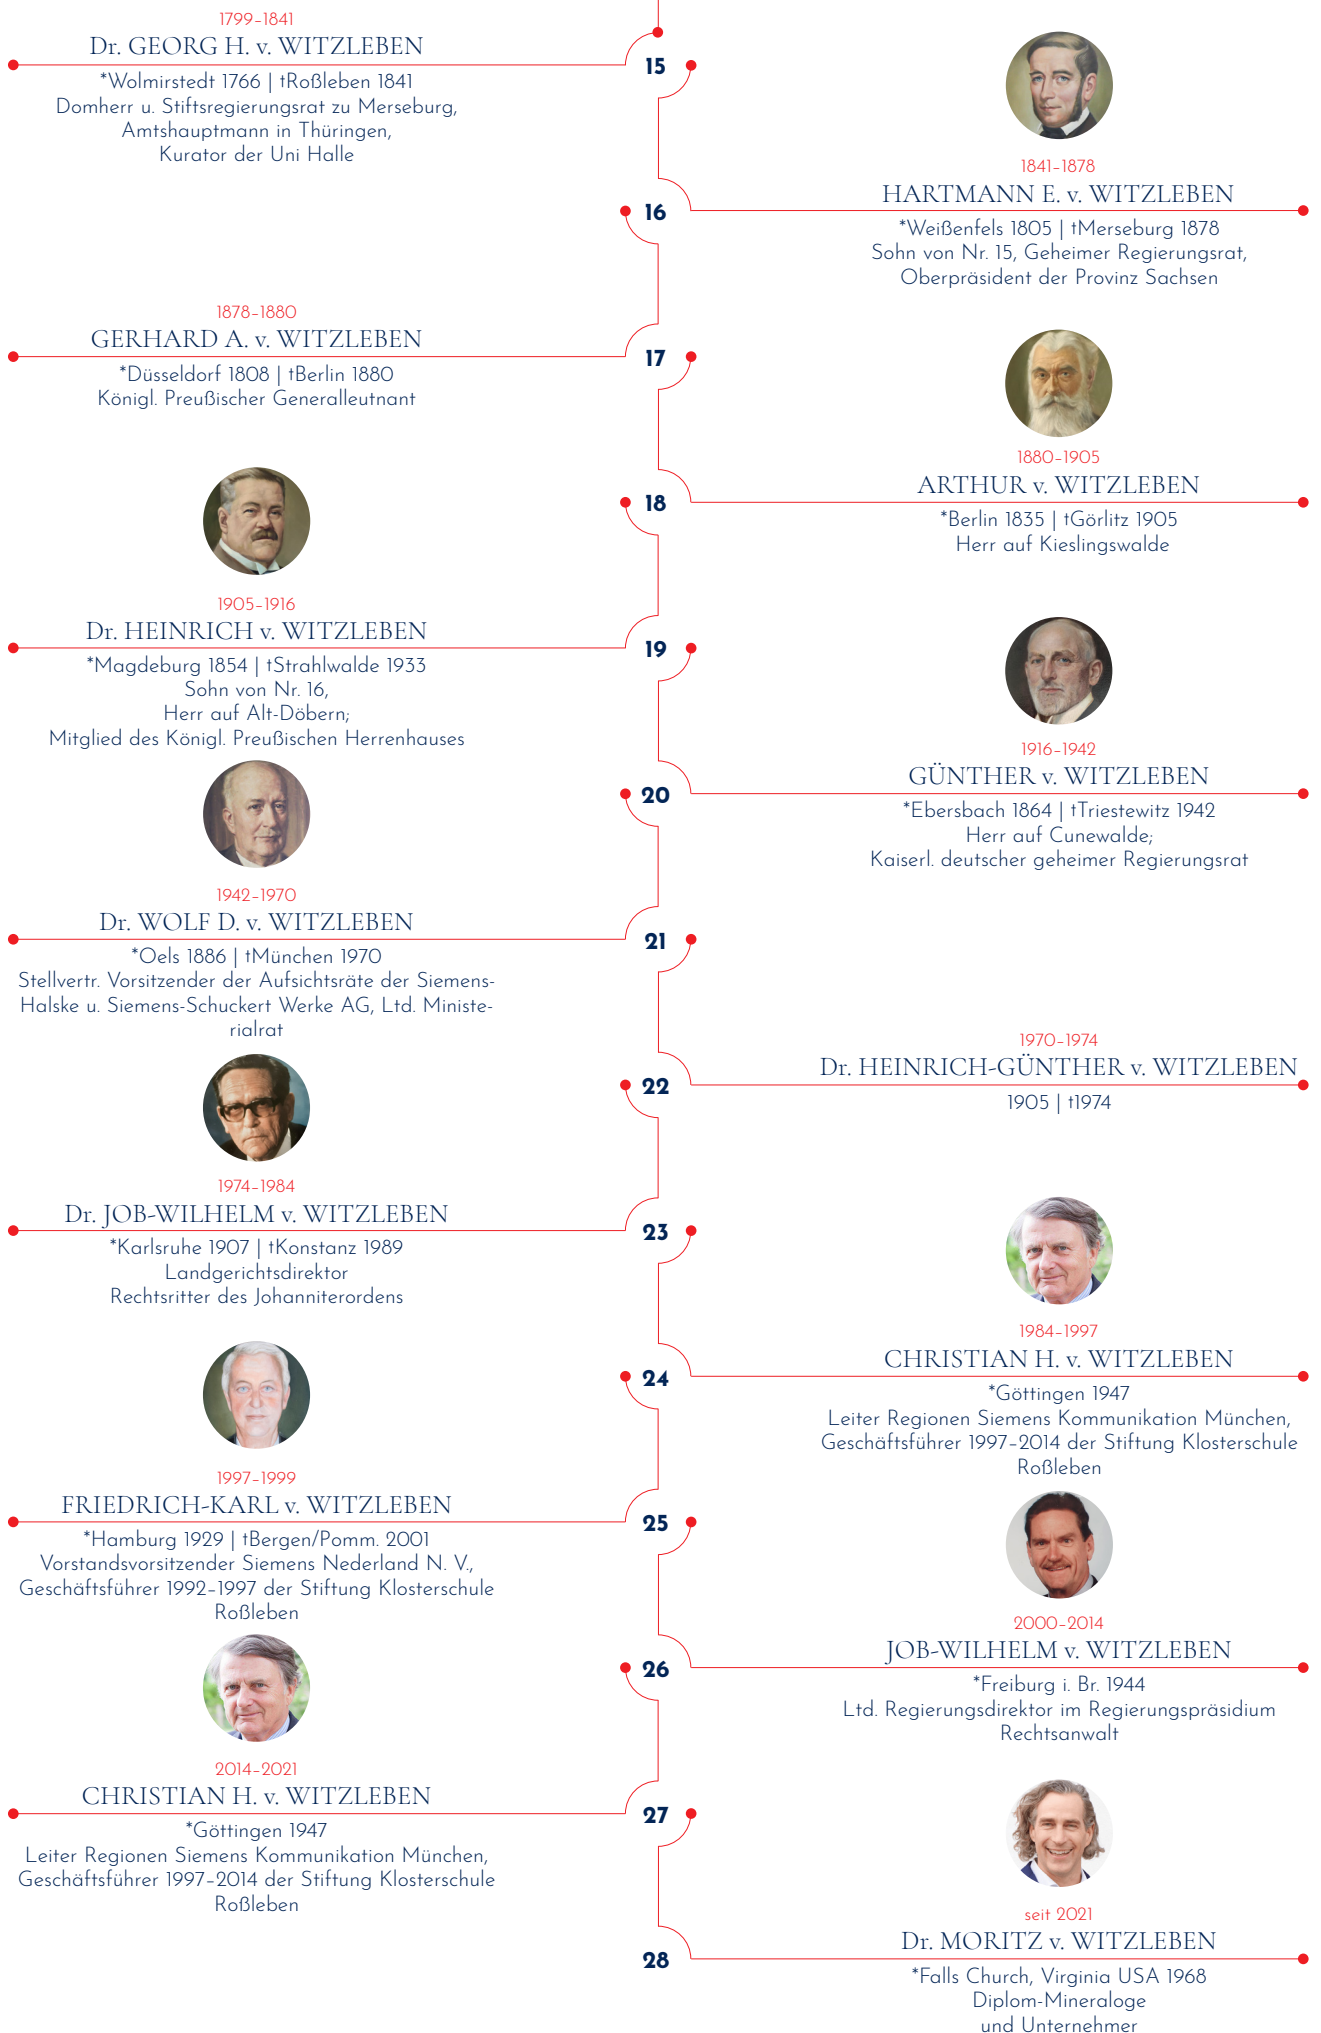 1799–1841
Dr. GEORG H. v. WITZLEBEN
15
*Wolmirstedt 1766 | †Roßleben 1841
Domherr u. Stiftsregierungsrat zu Merseburg,
Amtshauptmann in Thüringen,
Kurator der Uni Halle
1841–1878
HARTMANN E. v. WITZLEBEN
16
*Weißenfels 1805 | †Merseburg 1878
Sohn von Nr. 15, Geheimer Regierungsrat,
Oberpräsident der Provinz Sachsen
1878–1880
GERHARD A. v. WITZLEBEN
17
*Düsseldorf 1808 | †Berlin 1880
Königl. Preußischer Generalleutnant
1880–1905
ARTHUR v. WITZLEBEN
18
*Berlin 1835 | †Görlitz 1905
Herr auf Kieslingswalde
1905–1916
Dr. HEINRICH v. WITZLEBEN
19
*Magdeburg 1854 | †Strahlwalde 1933
Sohn von Nr. 16,
Herr auf Alt-Döbern;
Mitglied des Königl. Preußischen Herrenhauses
1916–1942
GÜNTHER v. WITZLEBEN
20
*Ebersbach 1864 | †Triestewitz 1942
Herr auf Cunewalde;
Kaiserl. deutscher geheimer Regierungsrat
1942–1970
Dr. WOLF D. v. WITZLEBEN
21
*Oels 1886 | †München 1970
Stellvertr. Vorsitzender der Aufsichtsräte der Siemens-
Halske u. Siemens-Schuckert Werke AG, Ltd. Ministe-
rialrat
1970–1974
Dr. HEINRICH-GÜNTHER v. WITZLEBEN
22
1905 | †1974
1974–1984
Dr. JOB-WILHELM v. WITZLEBEN
23
*Karlsruhe 1907 | †Konstanz 1989
Landgerichtsdirektor
Rechtsritter des Johanniterordens
1984–1997
CHRISTIAN H. v. WITZLEBEN
24
*Göttingen 1947
Leiter Regionen Siemens Kommunikation München,
Geschäftsführer 1997–2014 der Stiftung Klosterschule
Roßleben
1997–1999
FRIEDRICH-KARL v. WITZLEBEN
25
*Hamburg 1929 | †Bergen/Pomm. 2001
Vorstandsvorsitzender Siemens Nederland N. V.,
Geschäftsführer 1992–1997 der Stiftung Klosterschule
Roßleben
2000–2014
JOB-WILHELM v. WITZLEBEN
26
*Freiburg i. Br. 1944
Ltd. Regierungsdirektor im Regierungspräsidium
Rechtsanwalt
2014–2021
CHRISTIAN H. v. WITZLEBEN
27
*Göttingen 1947
Leiter Regionen Siemens Kommunikation München,
Geschäftsführer 1997–2014 der Stiftung Klosterschule
Roßleben
seit 2021
Dr. MORITZ v. WITZLEBEN
28
*Falls Church, Virginia USA 1968
Diplom-Mineraloge
und Unternehmer